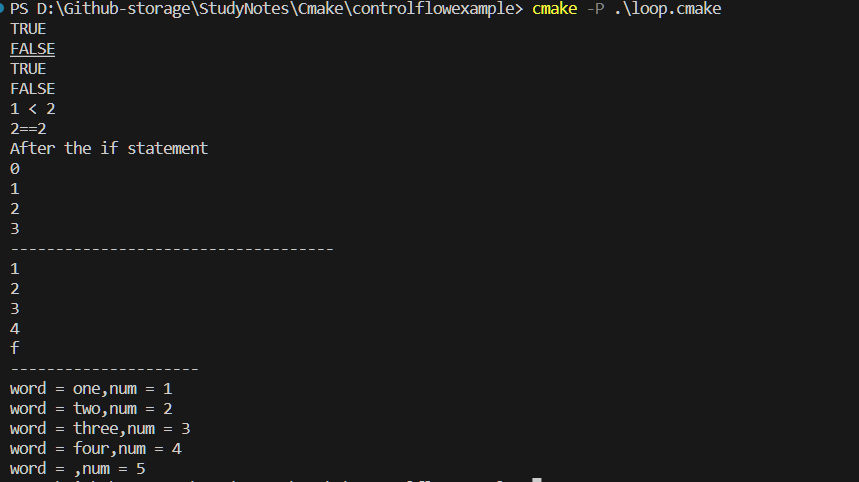 PS D:\Github-storage\StudyNotes\Cmake\controlflowexample> cmake -P .\loop.cmake
TRUE
FALSE
TRUE
FALSE
1 < 2
2==2
After the if statement
0
1
2
3
------------------------------------
1
2
3
4
f
---------------------
word = one,num = 1
word = two,num = 2
word = three,num = 3
word = four,num = 4
word = ,num = 5